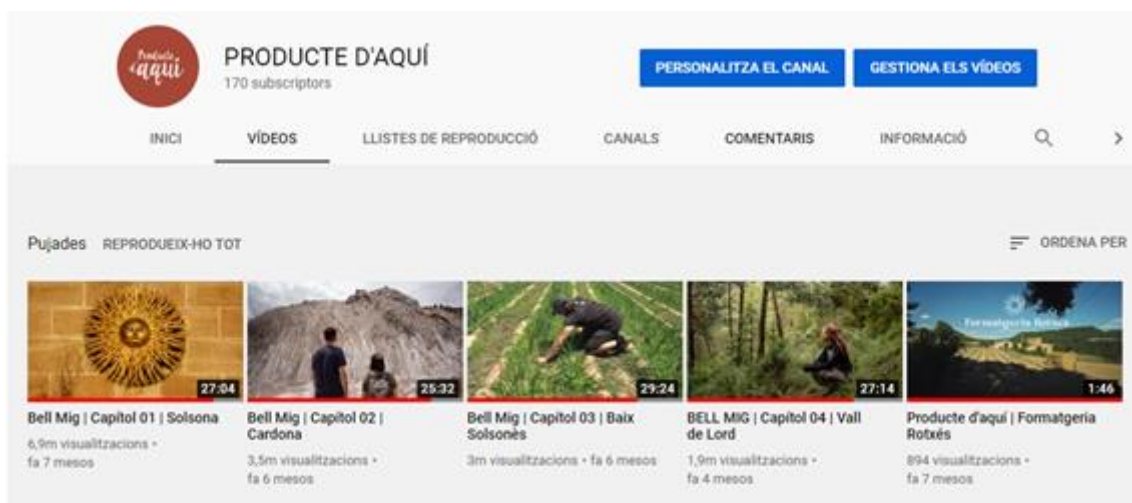 Producte d'aquí
PRODUCTE D'AQUÍ
170 subscriptors
PERSONALITZA EL CANAL
GESTIONA ELS VÍDEOS
INICI
VÍDEOS
LLISTES DE REPRODUCCIÓ
CANALS
COMENTARIS
INFORMACIÓ
Pujades
REPRODUEIX-HO TOT
ORDENA PER
27:04
25:32
29:24
27:14
Formatgeria Rotxés
1:46
Bell Mig | Capítol 01 | Solsona
6,9m visualitzacions •
fa 7 mesos
Bell Mig | Capítol 02 |
Cardona
3,5m visualitzacions •
fa 6 mesos
Bell Mig | Capítol 03 | Baix
Solsonès
3m visualitzacions • fa 6 mesos
BELL MIG | Capítol 04 | Vall
de Lord
1,9m visualitzacions •
fa 4 mesos
Producte d'aquí | Formatgeria
Rotxés
894 visualitzacions •
fa 7 mesos